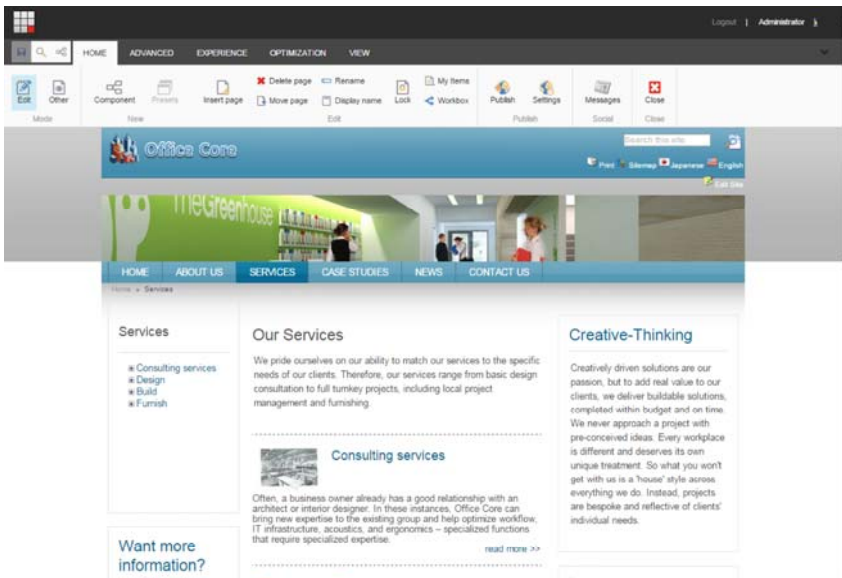 Logout | Administrator
HOME ADVANCED EXPERIENCE OPTIMIZATION VIEW
Edit Other Component Presets Insert page Delete page Rename Lock My Items Publish Settings Messages Close
Move page Display name Workbox
Mode New Edit Publish Social Close
Office Core
Search this site
Print Sitemap Japanese English
Exit Site
TheGreenhouse
HOME ABOUT US SERVICES CASE STUDIES NEWS CONTACT US
Home » Services
Services
Consulting services
Design
Build
Furnish
Want more
information?
Our Services
We pride ourselves on our ability to match our services to the specific
needs of our clients. Therefore, our services range from basic design
consultation to full turnkey projects, including local project
management and furnishing.
Consulting services
Often, a business owner already has a good relationship with an
architect or interior designer. In these instances, Office Core can
bring new expertise to the existing group and help optimize workflow,
IT infrastructure, acoustics, and ergonomics – specialized functions
that require specialized expertise.
read more >>
Creative-Thinking
Creatively driven solutions are our
passion, but to add real value to our
clients, we deliver buildable solutions,
completed within budget and on time.
We never approach a project with
pre-conceived ideas. Every workplace
is different and deserves its own
unique treatment. So what you won't
get with us is a 'house' style across
everything we do. Instead, projects
are bespoke and reflective of clients'
individual needs.